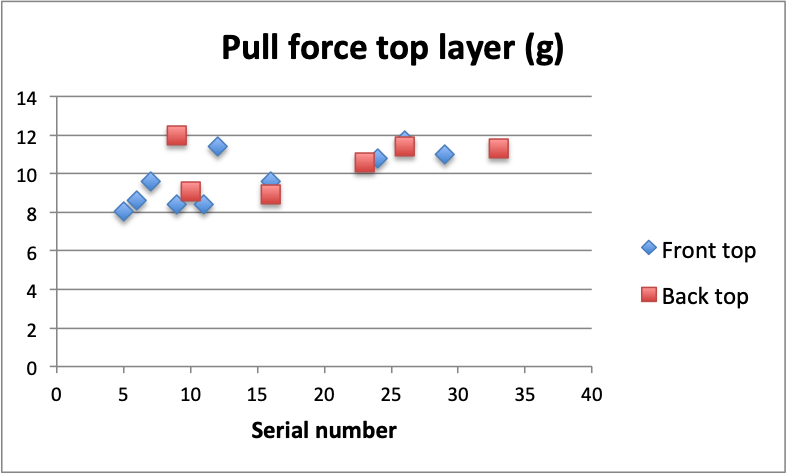 Pull force top layer (g)
14
12
10
8
6
4
2
0
0 5 10 15 20 25 30 35 40
Serial number
Front top
Back top